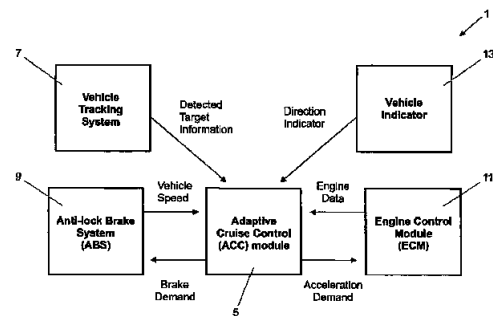 1
7
13
Vehicle
Tracking
System
Detected
Target
Information
Direction
Indicator
Vehicle
Indicator
9
11
Anti-lock Brake
System
(ABS)
Vehicle
Speed
Adaptive
Cruise Control
(ACC) module
Engine
Data
Engine Control
Module
(ECM)
Brake
Demand
5
Acceleration
Demand